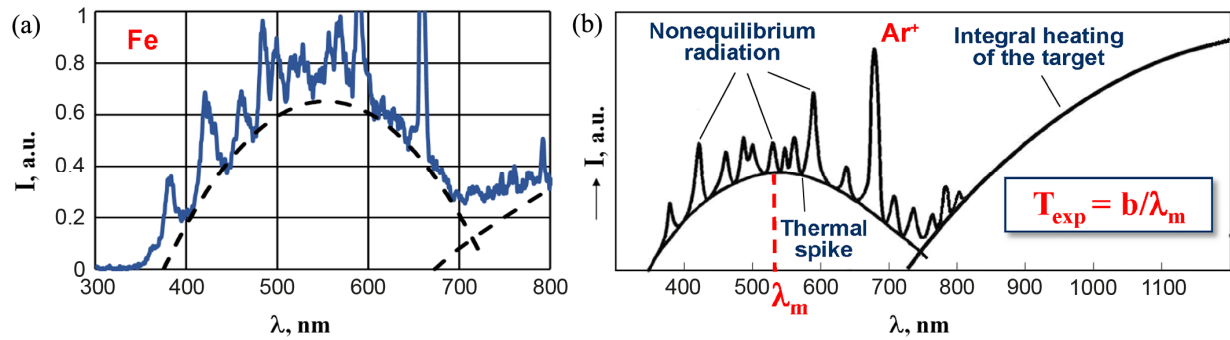 (a)
Fe
I, a.u.
1
0.8
0.6
0.4
0.2
0
300 400 500 600 700 800
λ, nm
(b)
Nonequilibrium
radiation
Ar⁺
Integral heating
of the target
→ I, a.u.
Thermal
spike
T_exp = b/λ_m
400 500 600 700 800 900 1000 1100
λ_m
λ, nm